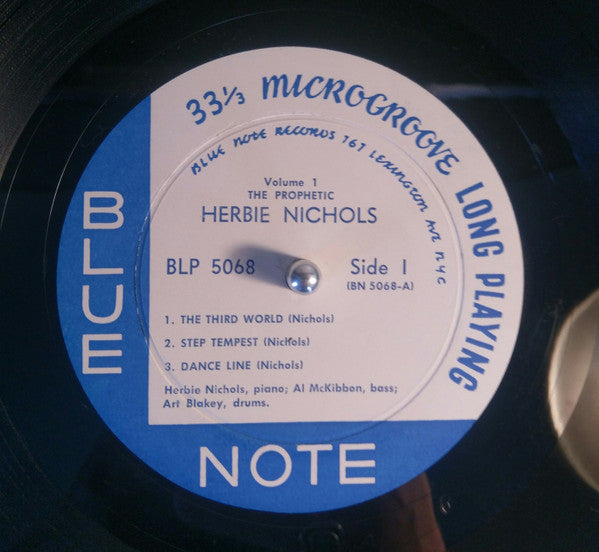 33⅓ MICROGROOVE LONG PLAYING
BLUE NOTE RECORDS 767 LEXINGTON AVE NYC
Volume 1
THE PROPHETIC
HERBIE NICHOLS
BLP 5068
Side 1
(BN 5068-A)
1. THE THIRD WORLD (Nichols)
2. STEP TEMPEST (Nichols)
3. DANCE LINE (Nichols)
Herbie Nichols, piano; Al McKibbon, bass;
Art Blakey, drums.
BLUE
NOTE